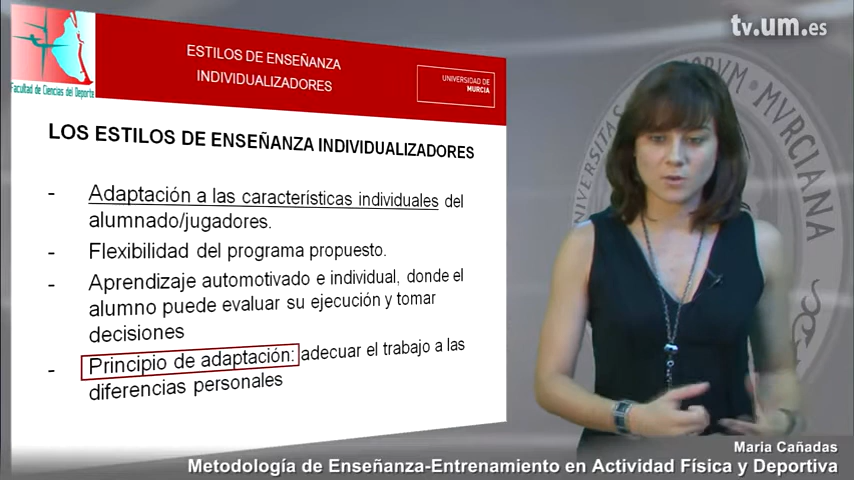 tv.um.es
Facultad de Ciencias del Deporte
ESTILOS DE ENSEÑANZA
INDIVIDUALIZADORES
UNIVERSIDAD DE
MURCIA
LOS ESTILOS DE ENSEÑANZA INDIVIDUALIZADORES
- Adaptación a las características individuales del
alumnado/jugadores.
- Flexibilidad del programa propuesto.
- Aprendizaje automotivado e individual, donde el
alumno puede evaluar su ejecución y tomar
decisiones
- Principio de adaptación: adecuar el trabajo a las
diferencias personales
MVRCIANA
Maria Cañadas
Metodología de Enseñanza-Entrenamiento en Actividad Física y Deportiva